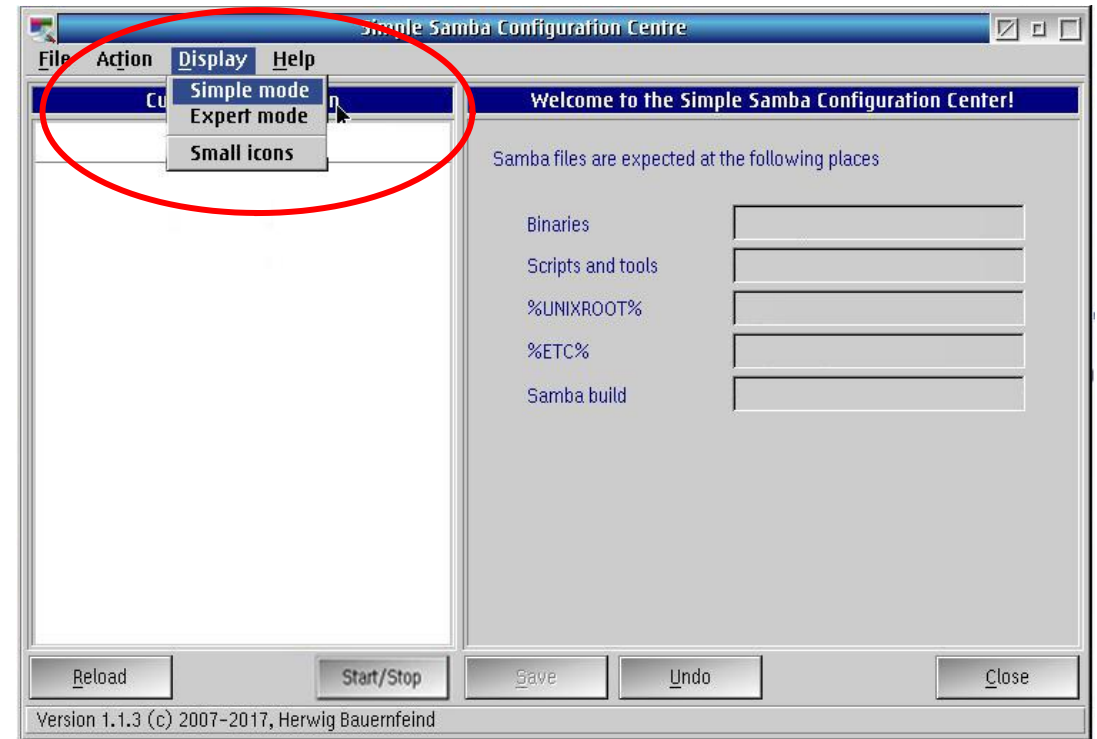 Simple Samba Configuration Centre
File Action Display Help
Simple mode
Expert mode
Small icons
Cu n
Welcome to the Simple Samba Configuration Center!
Samba files are expected at the following places
Binaries
Scripts and tools
%UNIXROOT%
%ETC%
Samba build
Reload Start/Stop Save Undo Close
Version 1.1.3 (c) 2007-2017, Herwig Bauernfeind